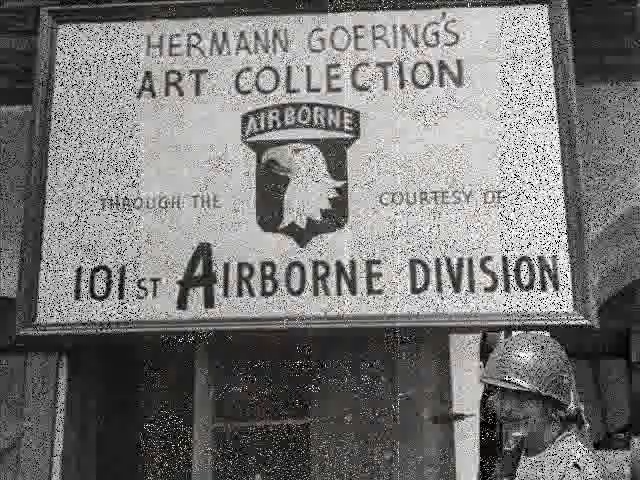 HERMANN GOERING'S
ART COLLECTION
AIRBORNE
THROUGH THE COURTESY OF
101ST AIRBORNE DIVISION